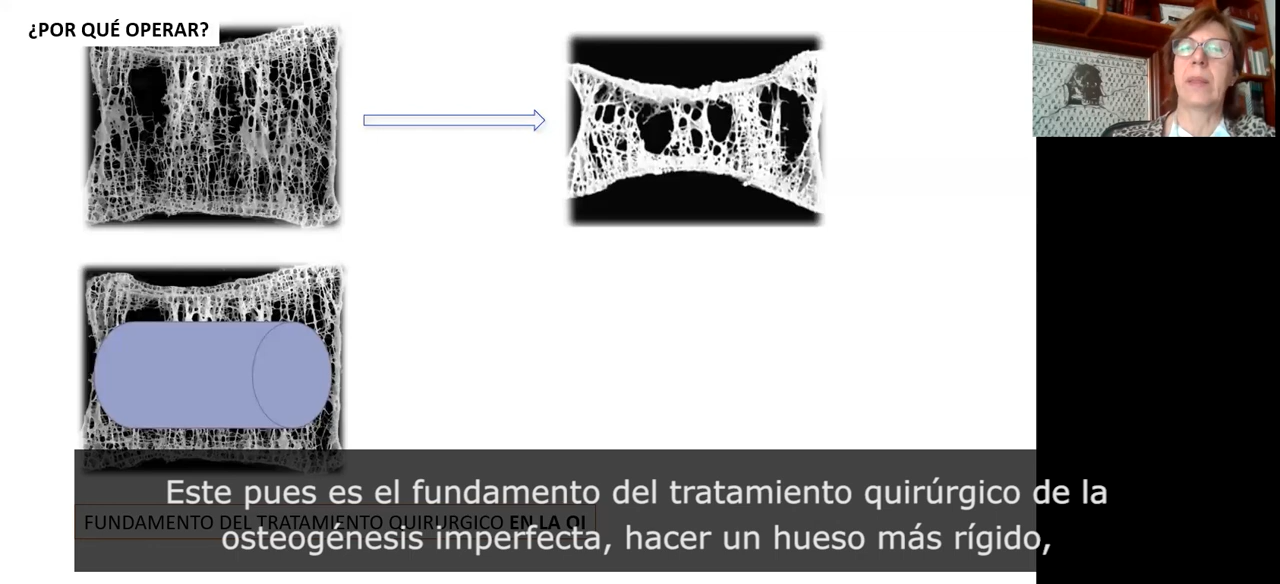 ¿POR QUÉ OPERAR?
FUNDAMENTO DEL TRATAMIENTO QUIRURGICO EN LA OI
Este pues es el fundamento del tratamiento quirúrgico de la
osteogénesis imperfecta, hacer un hueso más rígido,